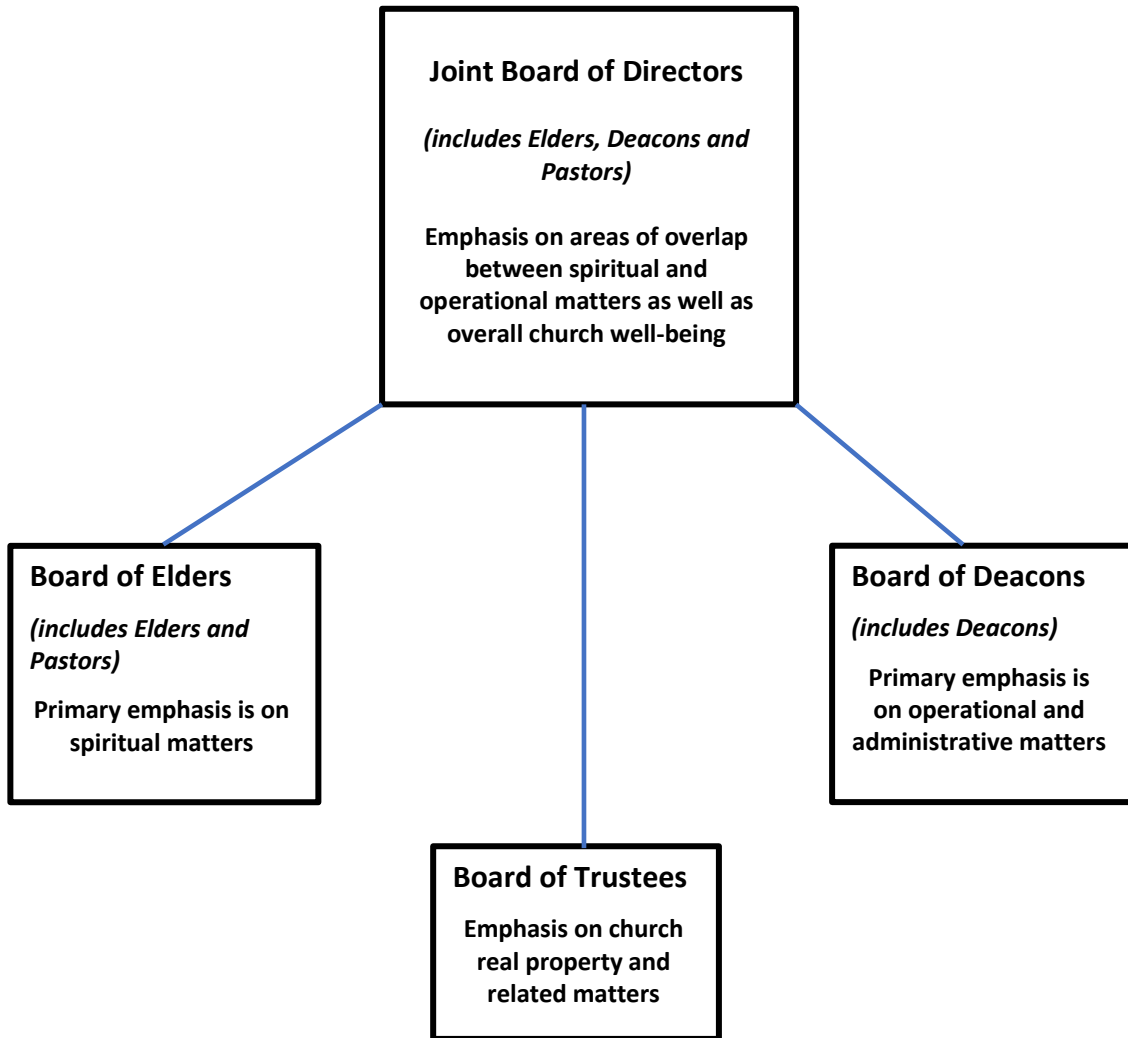 Joint Board of Directors
(includes Elders, Deacons and
Pastors)
Emphasis on areas of overlap
between spiritual and
operational matters as well as
overall church well-being
Board of Elders
(includes Elders and
Pastors)
Primary emphasis is on
spiritual matters
Board of Deacons
(includes Deacons)
Primary emphasis is
on operational and
administrative matters
Board of Trustees
Emphasis on church
real property and
related matters